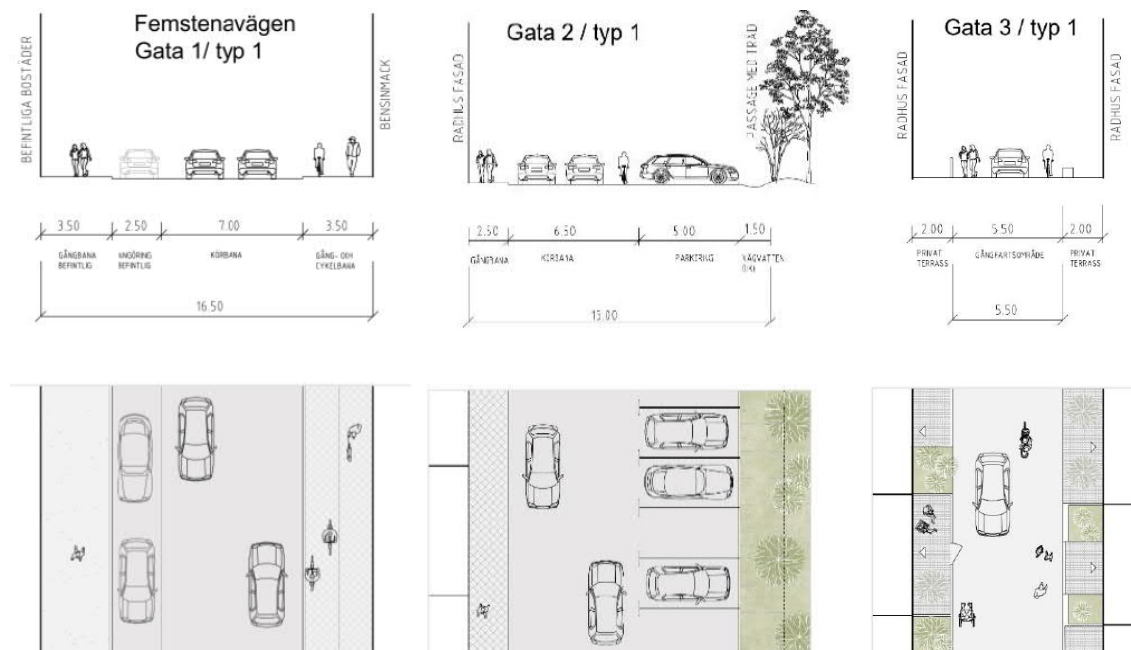 Femstenavägen
Gata 1/ typ 1
BEFINTLIGA BOSTÄDER
BENSINMACK
3.50 2.50 7.00 3.50
GÅNGBANA
BEFINTLIG
ANGÖRING
BEFINTLIG
KÖRBANA
GÅNG- OCH
CYKELBANA
16.50
Gata 2 / typ 1
RADHUS FASAD
PASSAGE MED TRÄD
2.50 6.50 5.00 1.50
GÅNGBANA
KÖRBANA
PARKERING
Gata 3 / typ 1
RADHUS FASAD
RADHUS FASAD
2.00 5.50 2.00
PRIVAT
TERRASS
GÅNGFARTSOMRÅDE
PRIVAT
TERRASS
5.50